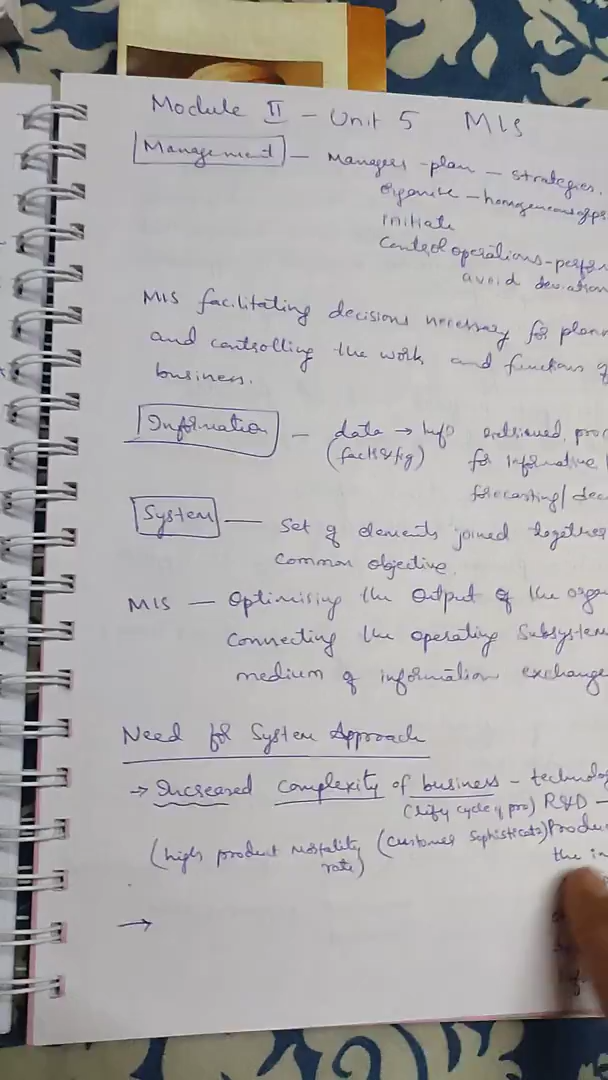 Module II - Unit 5 MIS
Management - Managers - plan - strategies
organise - homogeneous
initiate
control operations - perfor
avoid deviation
MIS facilitating decisions necessary for plann
and controlling the work and functions of
business.
Information - data → info processed
(facts & fig) for informative
forecasting/dec
System - Set of elements joined together
common objective.
MIS - Optimising the output of the orga
connecting the operating Subsystem
medium of information exchange
Need for System Approach
→ Increased complexity of business - technolog
(life cycle of pro) R&D -
(high product mortality rate) (customer sophisticate) Produ
the in
→